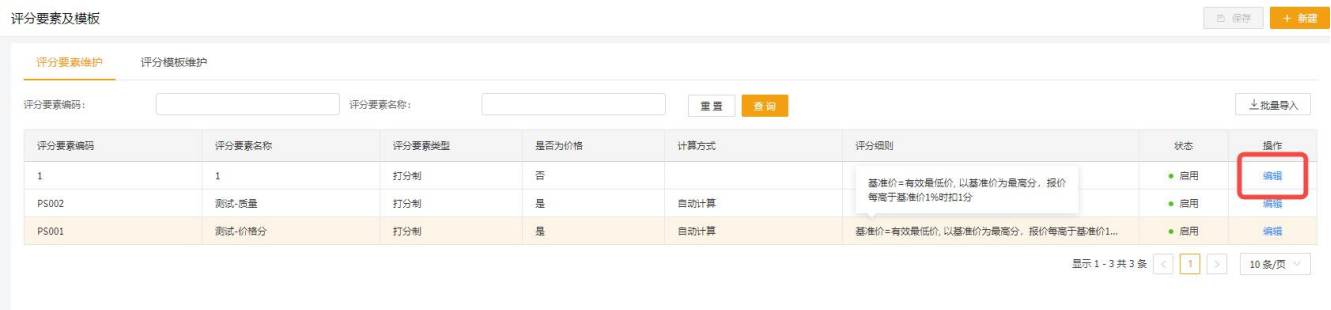 评分要素及模板
保存
+ 新建
评分要素维护 评分模板维护
评分要素编码: 评分要素名称: 重置 查询 批量导入
评分要素编码 评分要素名称 评分要素类型 是否为价格 计算方式 评分细则 状态 操作
1 1 打分制 否 启用 编辑
基准价=有效最低价, 以基准价为最高分，报价
每高于基准价1%时扣1分
PS002 测试-质量 打分制 是 自动计算 启用 编辑
PS001 测试-价格分 打分制 是 自动计算 基准价=有效最低价, 以基准价为最高分，报价每高于基准价1... 启用 编辑
显示 1 - 3 共 3 条 < 1 > 10 条/页